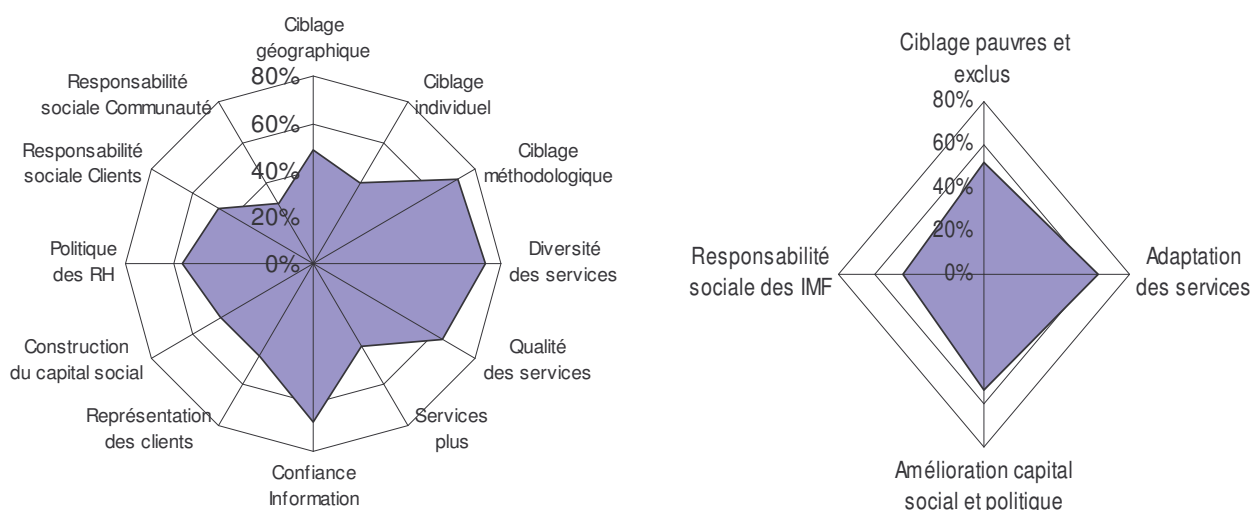 Ciblage
géographique
80%
60%
40%
20%
0%
Ciblage
individuel
Ciblage
méthodologique
Diversité
des services
Qualité
des services
Services
plus
Confiance
Information
Représentation
des clients
Construction
du capital social
Politique
des RH
Responsabilité
sociale Clients
Responsabilité
sociale Communauté
Ciblage pauvres et
exclus
80%
60%
40%
20%
0%
Adaptation
des services
Amélioration capital
social et politique
Responsabilité
sociale des IMF